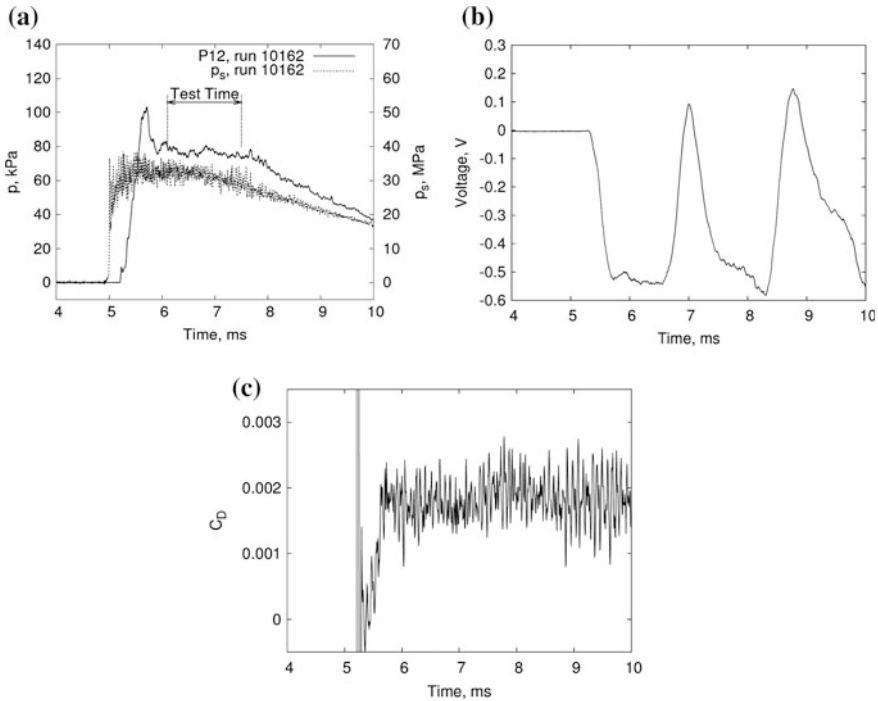 (a)
70
60
50
40
30
20
10
0
p_s, MPa
140
120
100
80
60
40
20
0
p, kPa
P12, run 10162
p_s, run 10162
Test Time
4 5 6 7 8 9 10
Time, ms
(b)
0.3
0.2
0.1
0
-0.1
-0.2
-0.3
-0.4
-0.5
-0.6
Voltage, V
4 5 6 7 8 9 10
Time, ms
(c)
0.003
0.002
0.001
0
C_D
4 5 6 7 8 9 10
Time, ms